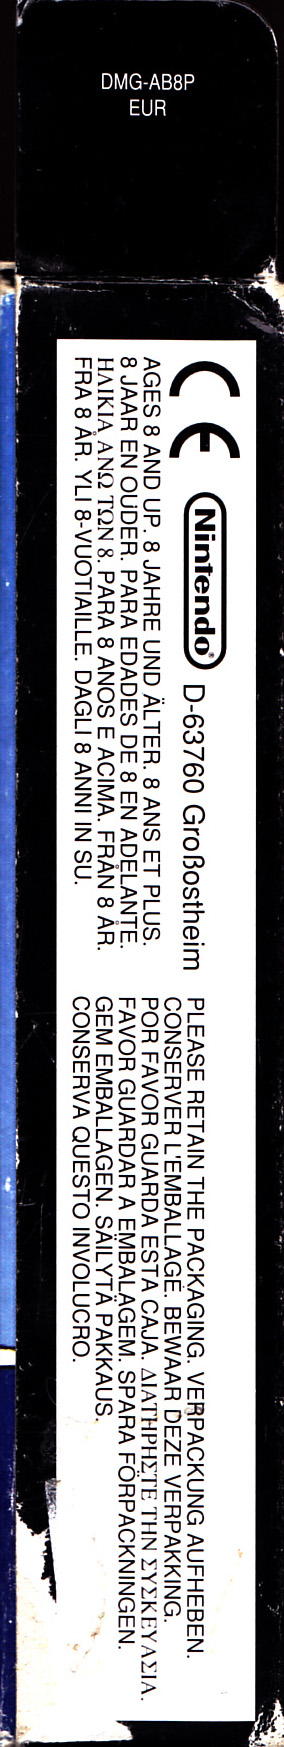 DMG-AB8P
EUR
CE Nintendo® D-63760 Großostheim
AGES 8 AND UP. 8 JAHRE UND ÄLTER. 8 ANS ET PLUS.
8 JAAR EN OUDER. PARA EDADES DE 8 EN ADELANTE.
ΗΛΙΚΙΑ ΑΝΩ ΤΩΝ 8. PARA 8 ANOS E ACIMA. FRÅN 8 ÅR.
FRA 8 ÅR. YLI 8-VUOTIAILLE. DAGLI 8 ANNI IN SU.
PLEASE RETAIN THE PACKAGING. VERPACKUNG AUFHEBEN.
CONSERVER L'EMBALLAGE. BEWAAR DEZE VERPAKKING.
POR FAVOR GUARDA ESTA CAJA. ΔΙΑΤΗΡΗΣΤΕ ΤΗΝ ΣΥΣΚΕΥΑΣΙΑ.
FAVOR GUARDAR A EMBALAGEM. SPARA FÖRPACKNINGEN.
GEM EMBALLAGEN. SÄILYTÄ PAKKAUS.
CONSERVA QUESTO INVOLUCRO.